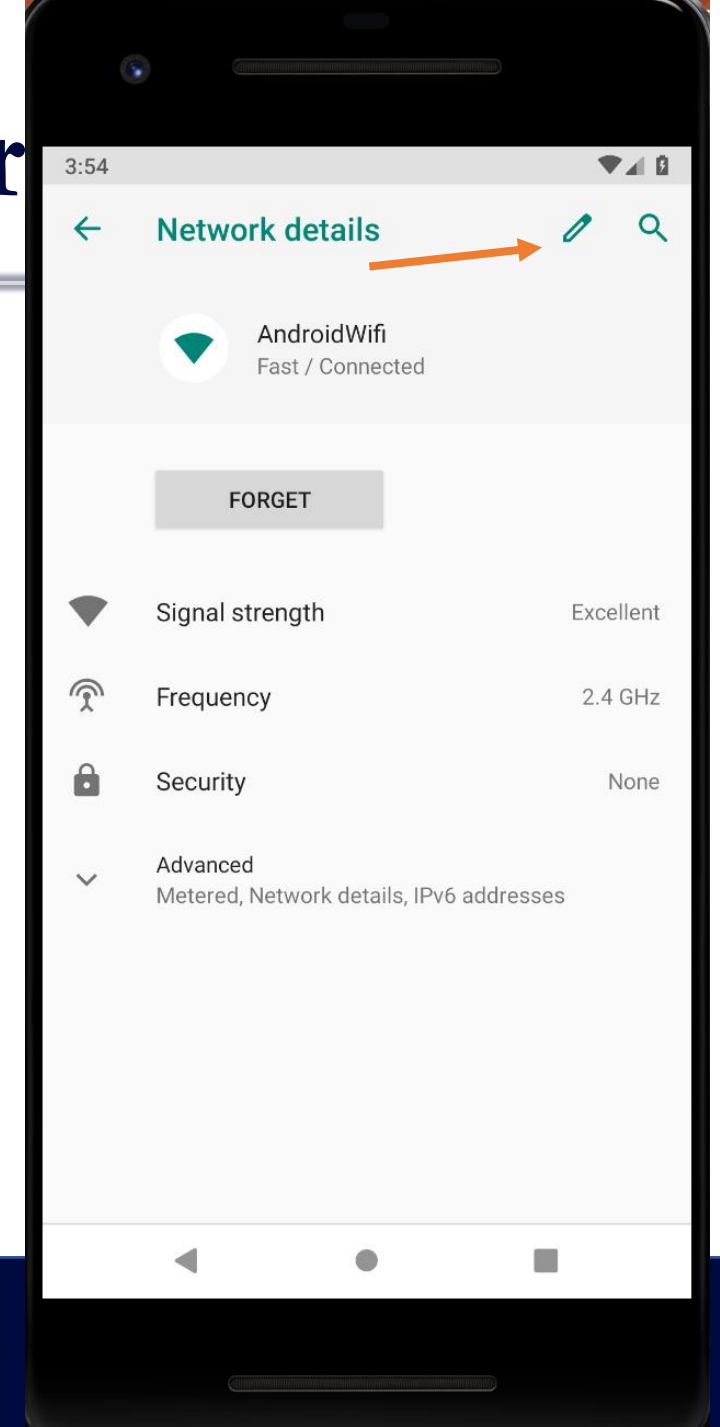 r
3:54
Network details
AndroidWifi
Fast / Connected
FORGET
Signal strength Excellent
Frequency 2.4 GHz
Security None
Advanced
Metered, Network details, IPv6 addresses